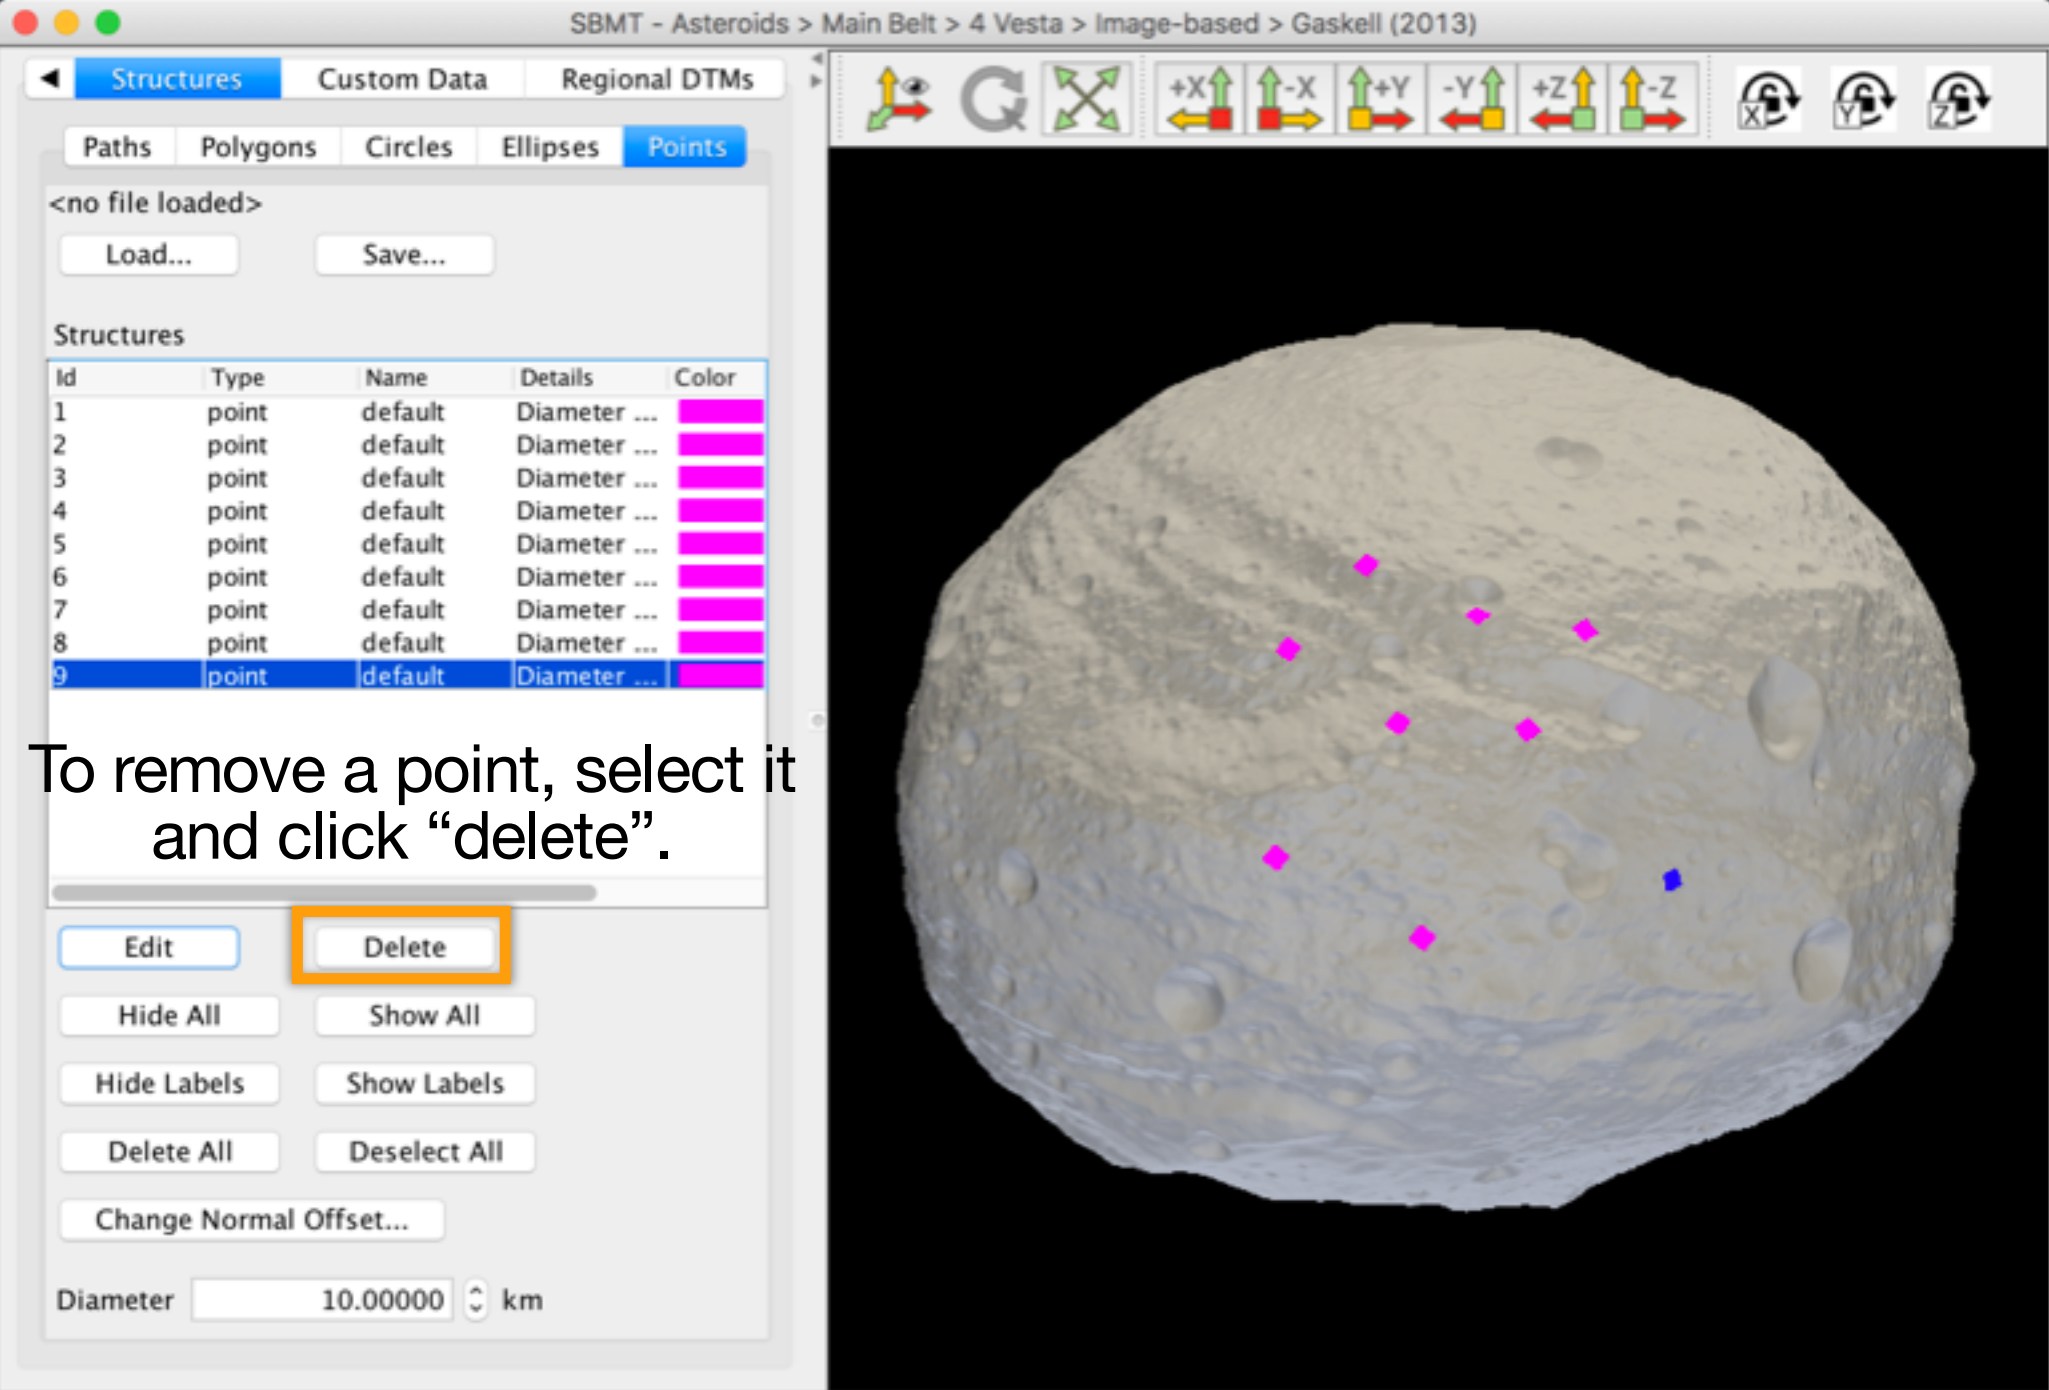 SBMT - Asteroids > Main Belt > 4 Vesta > Image-based > Gaskell (2013)
Structures Custom Data Regional DTMs
+X -X +Y -Y +Z -Z X Y Z
Paths Polygons Circles Ellipses Points
<no file loaded>
Load... Save...
Structures
Id Type Name Details Color
1 point default Diameter ...
2 point default Diameter ...
3 point default Diameter ...
4 point default Diameter ...
5 point default Diameter ...
6 point default Diameter ...
7 point default Diameter ...
8 point default Diameter ...
9 point default Diameter ...
To remove a point, select it
and click “delete”.
Edit Delete
Hide All Show All
Hide Labels Show Labels
Delete All Deselect All
Change Normal Offset...
Diameter 10.00000 km